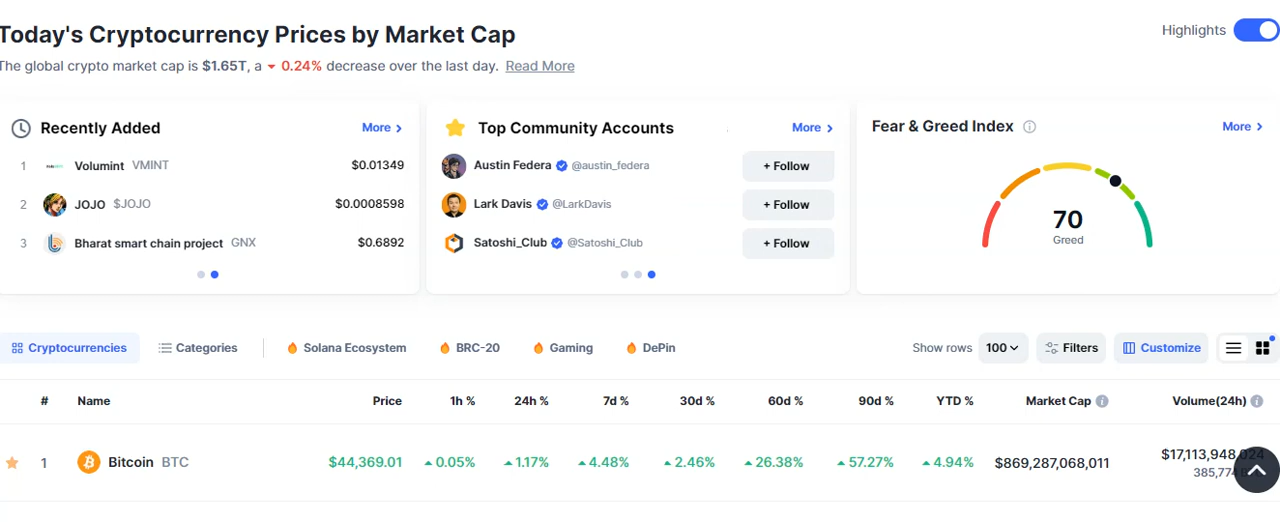 Today's Cryptocurrency Prices by Market Cap
Highlights
The global crypto market cap is $1.65T, a 0.24% decrease over the last day. Read More
Recently Added
More
1 Volumint VMINT $0.01349
2 JOJO $JOJO $0.0008598
3 Bharat smart chain project GNX $0.6892
Top Community Accounts
More
Austin Federa @austin_federa + Follow
Lark Davis @LarkDavis + Follow
Satoshi_Club @Satoshi_Club + Follow
Fear & Greed Index
More
70
Greed
Cryptocurrencies Categories Solana Ecosystem BRC-20 Gaming DePin Show rows 100 Filters Customize
# Name Price 1h % 24h % 7d % 30d % 60d % 90d % YTD % Market Cap Volume(24h)
1 Bitcoin BTC $44,369.01 0.05% 1.17% 4.48% 2.46% 26.38% 57.27% 4.94% $869,287,068,011 $17,113,948,024